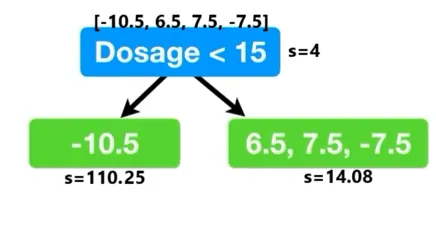 [-10.5, 6.5, 7.5, -7.5]
Dosage < 15 s=4
-10.5 6.5, 7.5, -7.5
s=110.25 s=14.08